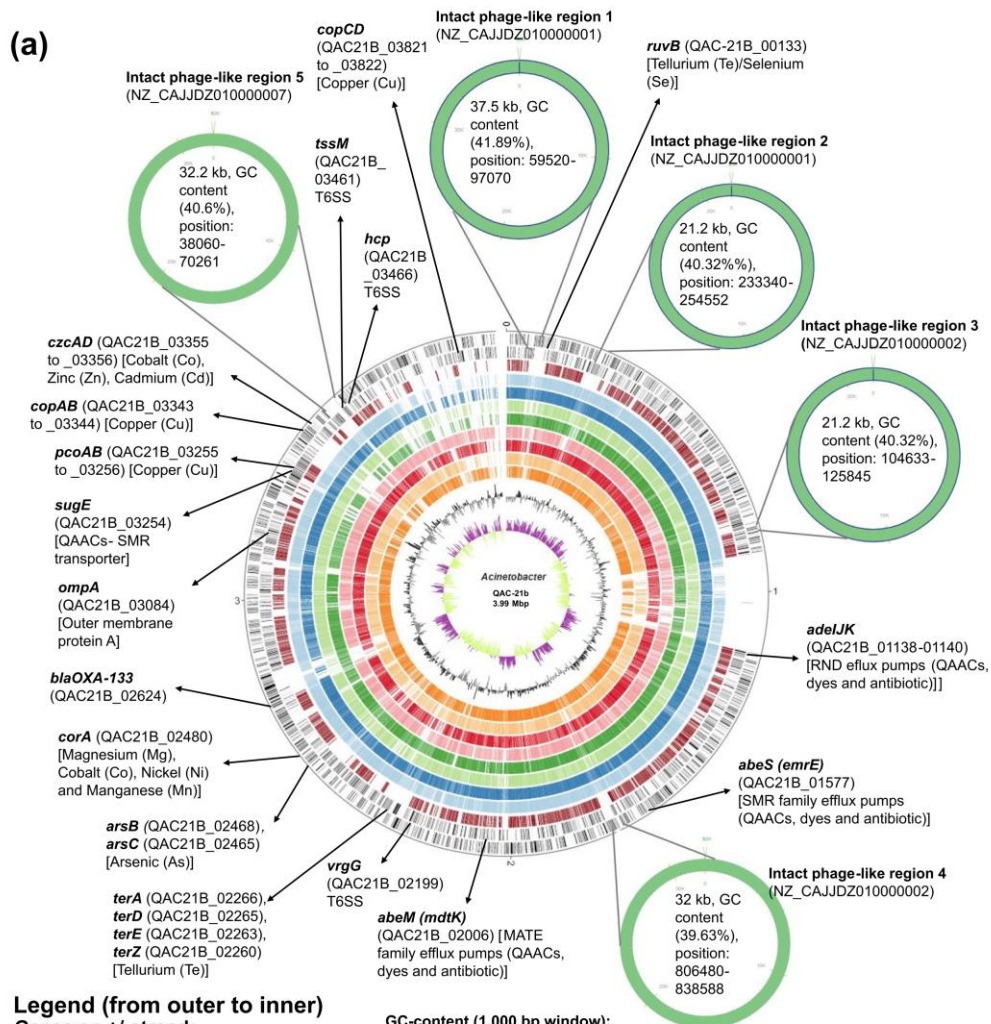 (a)
Intact phage-like region 5
(NZ_CAJJDZ010000007)
32.2 kb, GC
content
(40.6%),
position:
38060-
70261
copCD
(QAC21B_03821
to _03822)
[Copper (Cu)]
Intact phage-like region 1
(NZ_CAJJDZ010000001)
37.5 kb, GC
content
(41.89%),
position: 59520-
97070
ruvB (QAC-21B_00133)
[Tellurium (Te)/Selenium
(Se)]
Intact phage-like region 2
(NZ_CAJJDZ010000001)
21.2 kb, GC
content
(40.32%%),
position: 233340-
254552
tssM
(QAC21B_
03461)
T6SS
hcp
(QAC21B
_03466)
T6SS
Intact phage-like region 3
(NZ_CAJJDZ010000002)
21.2 kb, GC
content (40.32%),
position: 104633-
125845
czcAD (QAC21B_03355
to _03356) [Cobalt (Co),
Zinc (Zn), Cadmium (Cd)]
copAB (QAC21B_03343
to _03344) [Copper (Cu)]
pcoAB (QAC21B_03255
to _03256) [Copper (Cu)]
sugE
(QAC21B_03254)
[QAACs- SMR
transporter]
ompA
(QAC21B_03084)
[Outer membrane
protein A]
blaOXA-133
(QAC21B_02624)
corA (QAC21B_02480)
[Magnesium (Mg),
Cobalt (Co), Nickel (Ni)
and Manganese (Mn)]
arsB (QAC21B_02468),
arsC (QAC21B_02465)
[Arsenic (As)]
terA (QAC21B_02266),
terD (QAC21B_02265),
terE (QAC21B_02263),
terZ (QAC21B_02260)
[Tellurium (Te)]
0
1
2
3
Acinetobacter
QAC-21b
3.99 Mbp
adeIJK
(QAC21B_01138-01140)
[RND eflux pumps (QAACs,
dyes and antibiotic)]]
abeS (emrE)
(QAC21B_01577)
[SMR family efflux pumps
(QAACs, dyes and antibiotic)]
vrgG
(QAC21B_02199)
T6SS
abeM (mdtK)
(QAC21B_02006) [MATE
family efflux pumps (QAACs,
dyes and antibiotic)]
Intact phage-like region 4
(NZ_CAJJDZ010000002)
32 kb, GC
content
(39.63%),
position:
806480-
838588
Legend (from outer to inner)
GC-content (1,000 bp window):